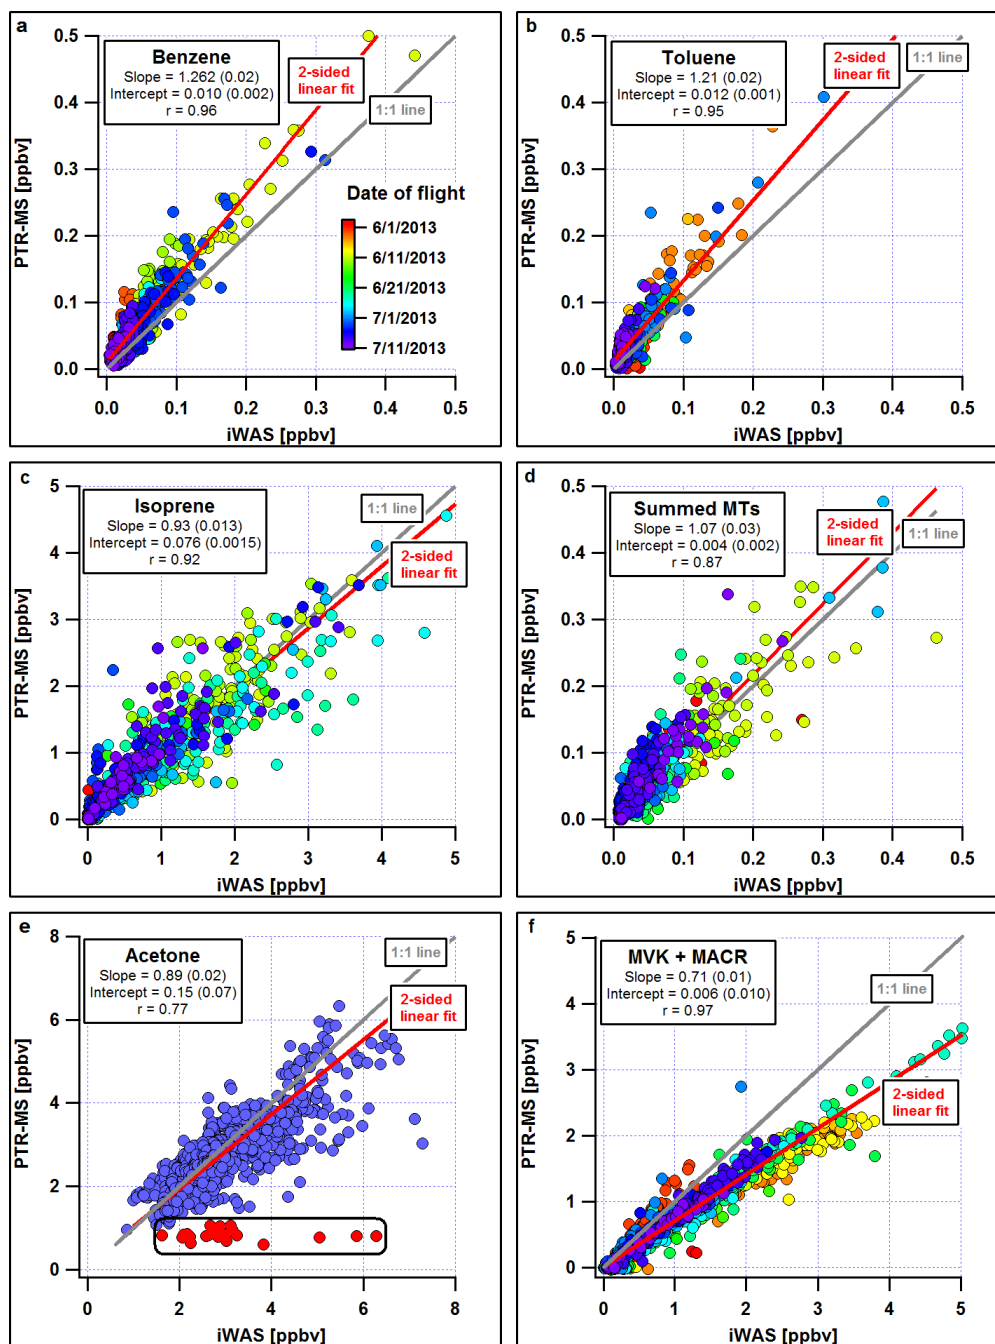 a
0.5
0.4
0.3
0.2
0.1
0.0
PTR-MS [ppbv]
Benzene
Slope = 1.262 (0.02)
Intercept = 0.010 (0.002)
r = 0.96
2-sided
linear fit
1:1 line
Date of flight
6/1/2013
6/11/2013
6/21/2013
7/1/2013
7/11/2013
0.0 0.1 0.2 0.3 0.4 0.5
iWAS [ppbv]
b
0.5
0.4
0.3
0.2
0.1
0.0
PTR-MS [ppbv]
Toluene
Slope = 1.21 (0.02)
Intercept = 0.012 (0.001)
r = 0.95
2-sided
linear fit
1:1 line
0.0 0.1 0.2 0.3 0.4 0.5
iWAS [ppbv]
c
5
4
3
2
1
0
PTR-MS [ppbv]
Isoprene
Slope = 0.93 (0.013)
Intercept = 0.076 (0.0015)
r = 0.92
1:1 line
2-sided
linear fit
0 1 2 3 4 5
iWAS [ppbv]
d
0.5
0.4
0.3
0.2
0.1
0.0
PTR-MS [ppbv]
Summed MTs
Slope = 1.07 (0.03)
Intercept = 0.004 (0.002)
r = 0.87
2-sided
linear fit
1:1 line
0.0 0.1 0.2 0.3 0.4 0.5
iWAS [ppbv]
e
8
6
4
2
0
PTR-MS [ppbv]
Acetone
Slope = 0.89 (0.02)
Intercept = 0.15 (0.07)
r = 0.77
1:1 line
2-sided
linear fit
0 2 4 6 8
iWAS [ppbv]
f
5
4
3
2
1
0
PTR-MS [ppbv]
MVK + MACR
Slope = 0.71 (0.01)
Intercept = 0.006 (0.010)
r = 0.97
1:1 line
2-sided
linear fit
0 1 2 3 4 5
iWAS [ppbv]